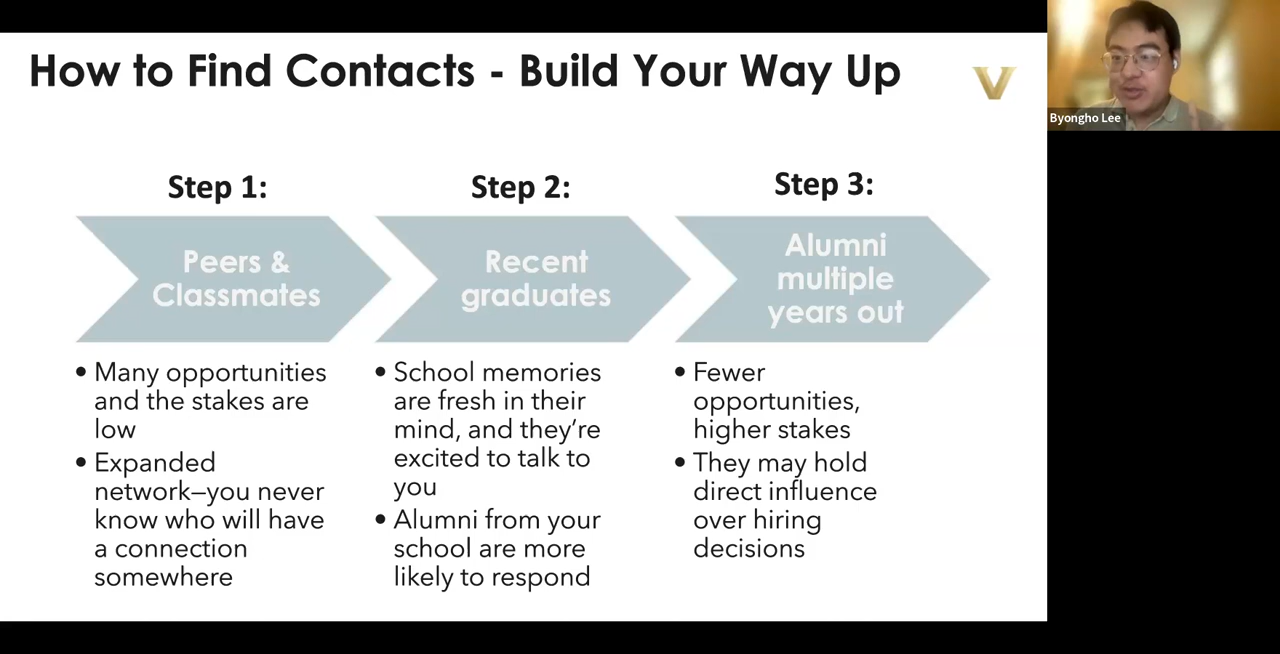 How to Find Contacts - Build Your Way Up
V
Byongho Lee
Step 1:
Peers &
Classmates
• Many opportunities
and the stakes are
low
• Expanded
network—you never
know who will have
a connection
somewhere
Step 2:
Recent
graduates
• School memories
are fresh in their
mind, and they’re
excited to talk to
you
• Alumni from your
school are more
likely to respond
Step 3:
Alumni
multiple
years out
• Fewer
opportunities,
higher stakes
• They may hold
direct influence
over hiring
decisions